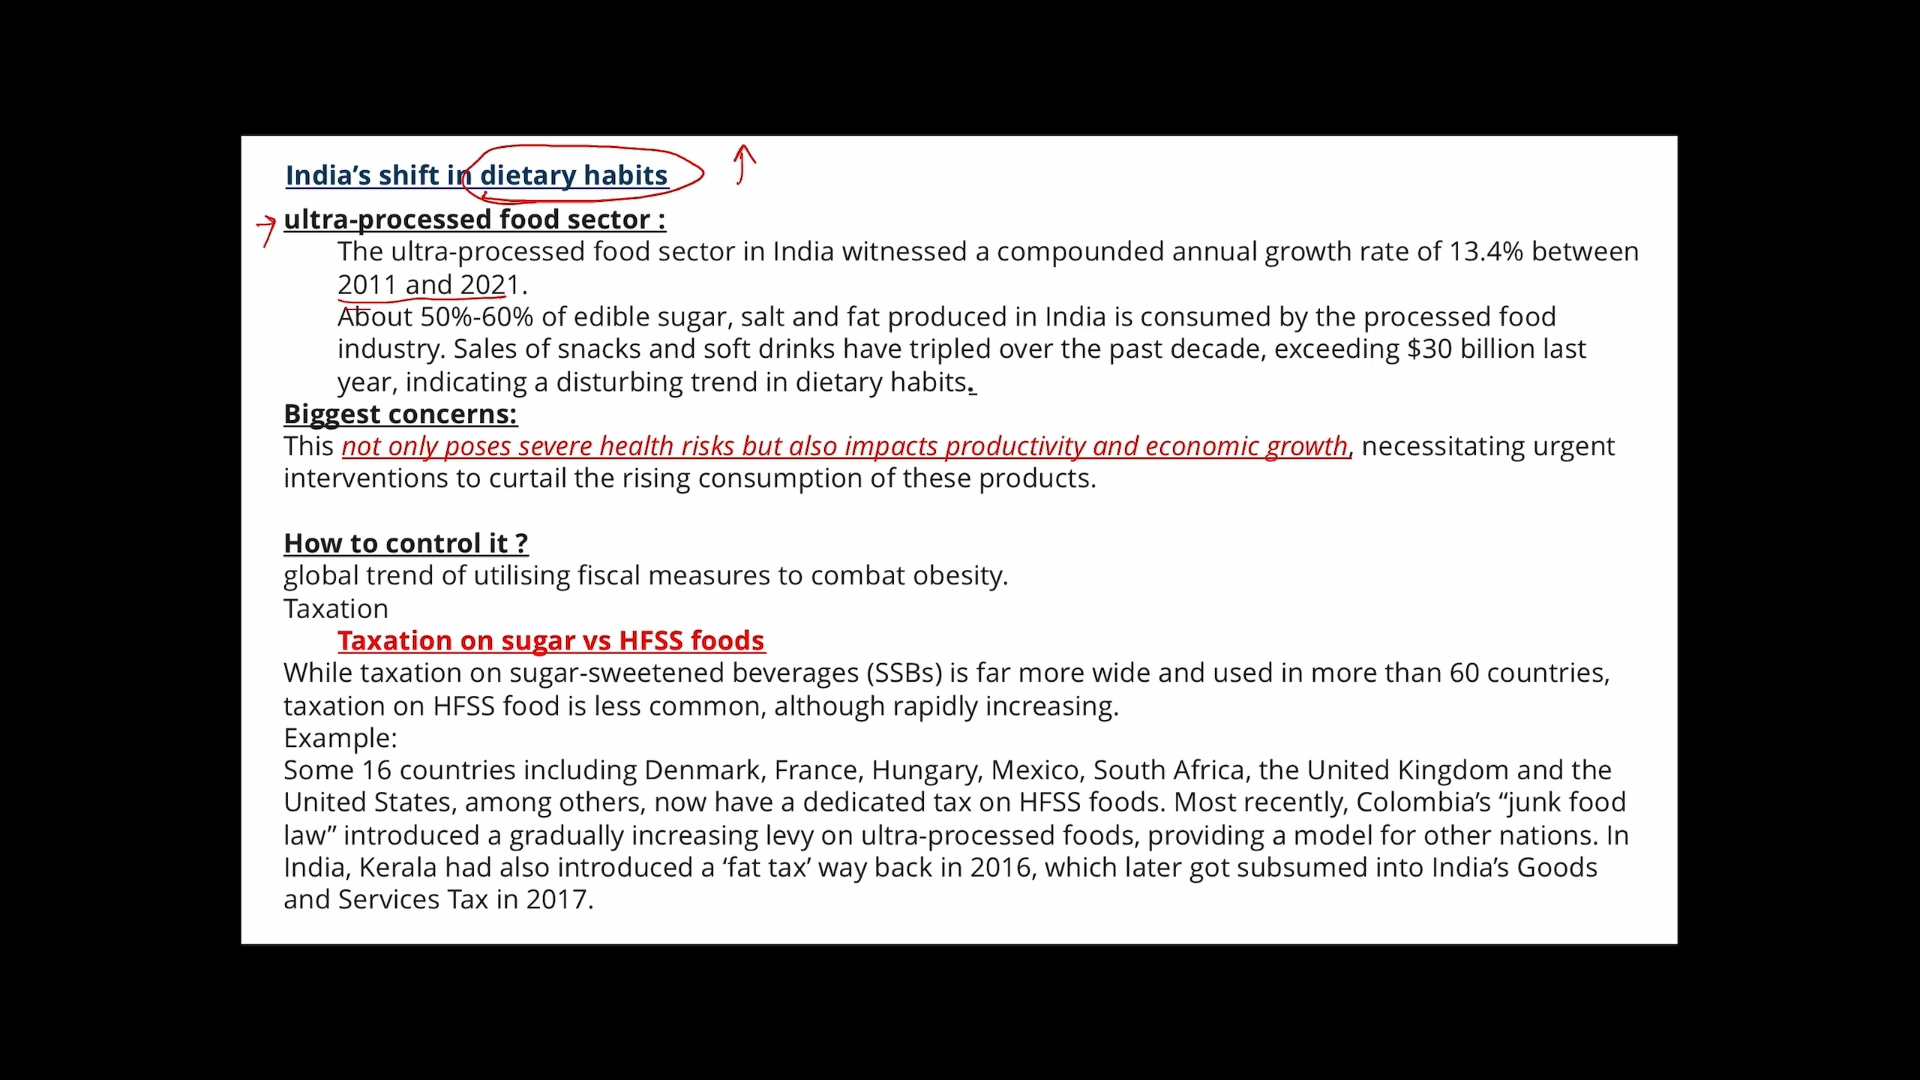 India’s shift in dietary habits
ultra-processed food sector :
The ultra-processed food sector in India witnessed a compounded annual growth rate of 13.4% between
2011 and 2021.
About 50%-60% of edible sugar, salt and fat produced in India is consumed by the processed food
industry. Sales of snacks and soft drinks have tripled over the past decade, exceeding $30 billion last
year, indicating a disturbing trend in dietary habits.
Biggest concerns:
This not only poses severe health risks but also impacts productivity and economic growth, necessitating urgent
interventions to curtail the rising consumption of these products.
How to control it ?
global trend of utilising fiscal measures to combat obesity.
Taxation
Taxation on sugar vs HFSS foods
While taxation on sugar-sweetened beverages (SSBs) is far more wide and used in more than 60 countries,
taxation on HFSS food is less common, although rapidly increasing.
Example:
Some 16 countries including Denmark, France, Hungary, Mexico, South Africa, the United Kingdom and the
United States, among others, now have a dedicated tax on HFSS foods. Most recently, Colombia’s “junk food
law” introduced a gradually increasing levy on ultra-processed foods, providing a model for other nations. In
India, Kerala had also introduced a ‘fat tax’ way back in 2016, which later got subsumed into India’s Goods
and Services Tax in 2017.